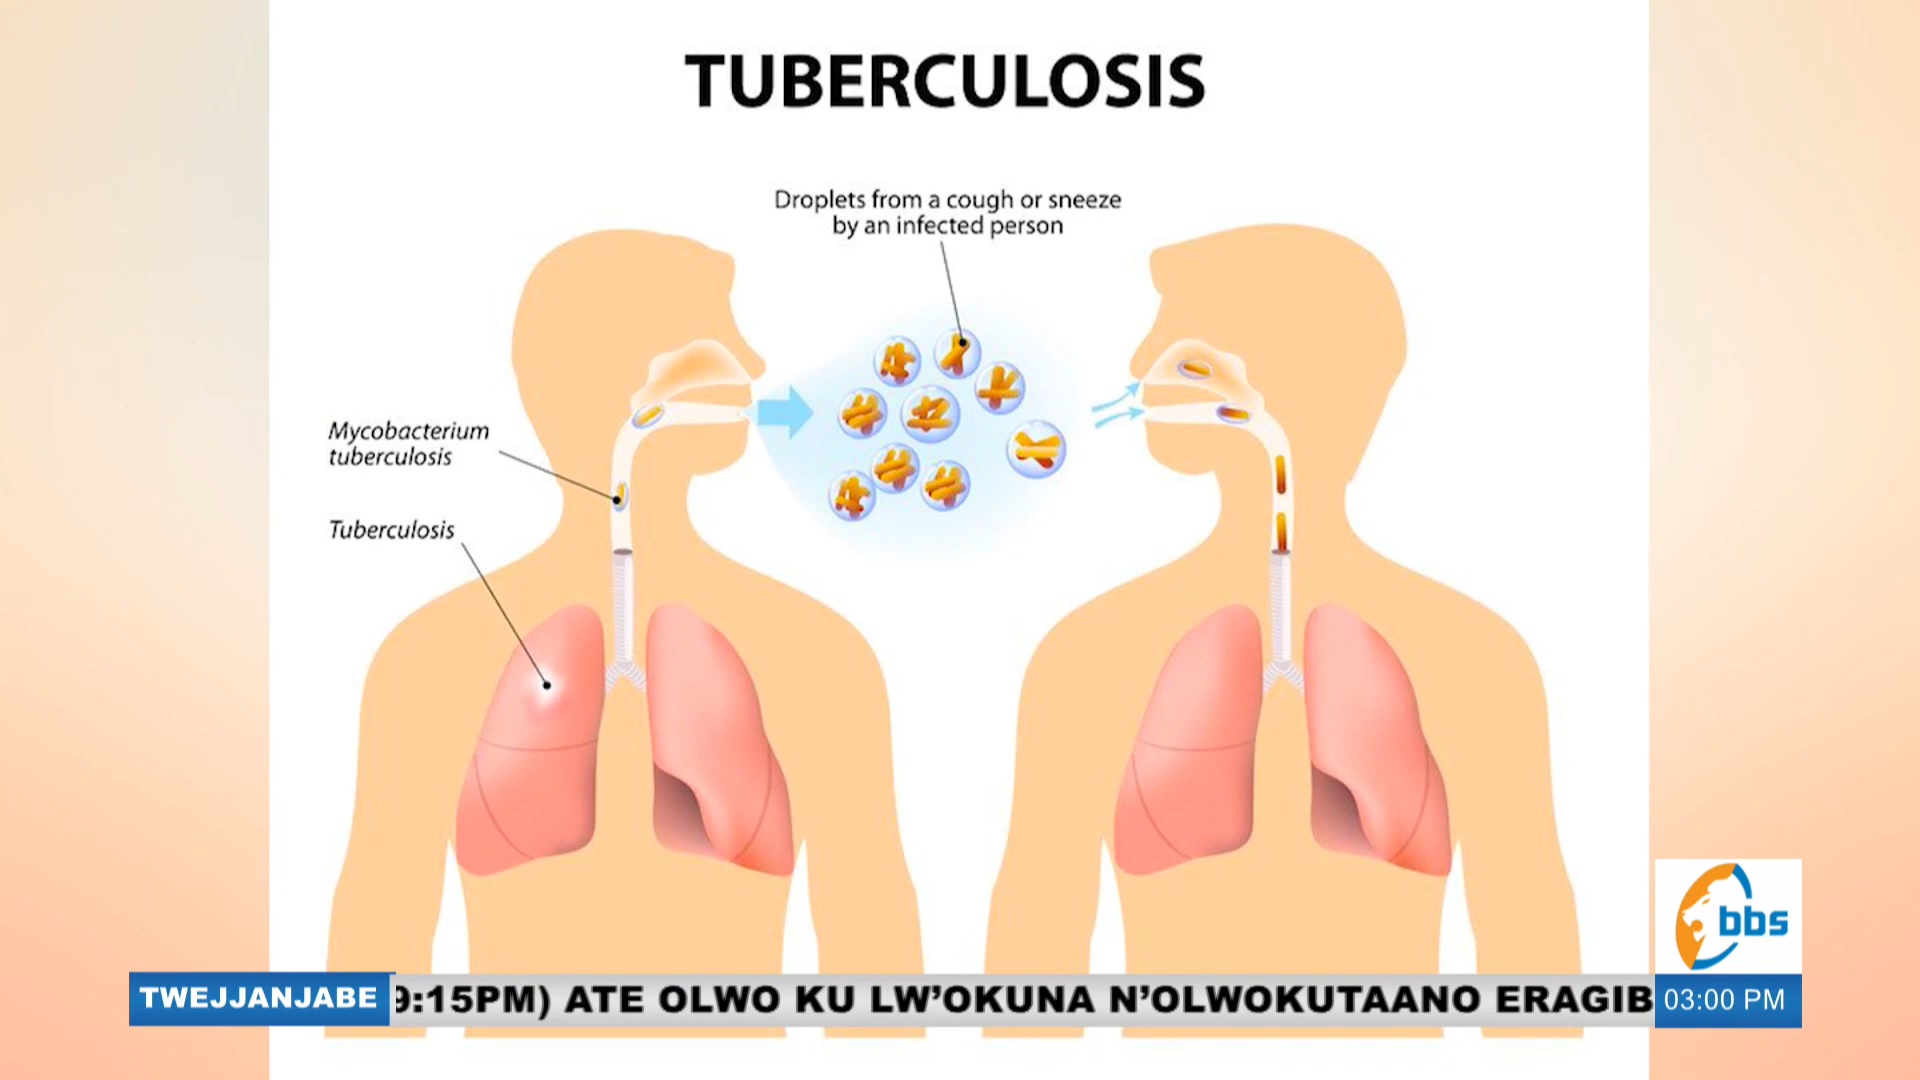 TUBERCULOSIS
Droplets from a cough or sneeze
by an infected person
Mycobacterium
tuberculosis
Tuberculosis
bbs
TWEJJANJABE
9:15PM) ATE OLWO KU LW’OKUNA N’OLWOKUTAANO ERAGIB
03:00 PM